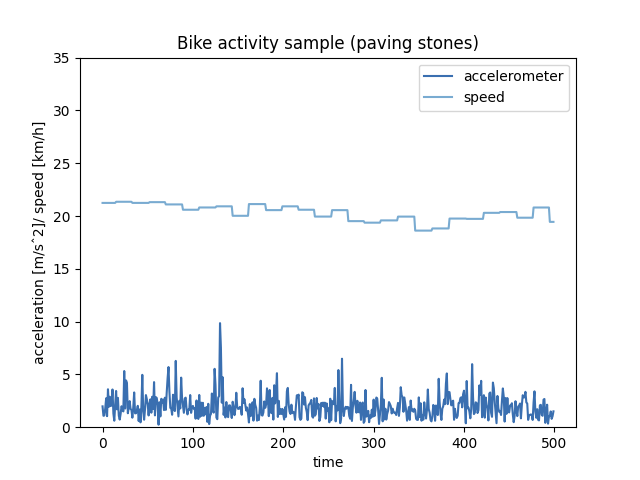 Bike activity sample (paving stones)
accelerometer
speed
acceleration [m/s^2]/ speed [km/h]
35
30
25
20
15
10
5
0
0 100 200 300 400 500
time